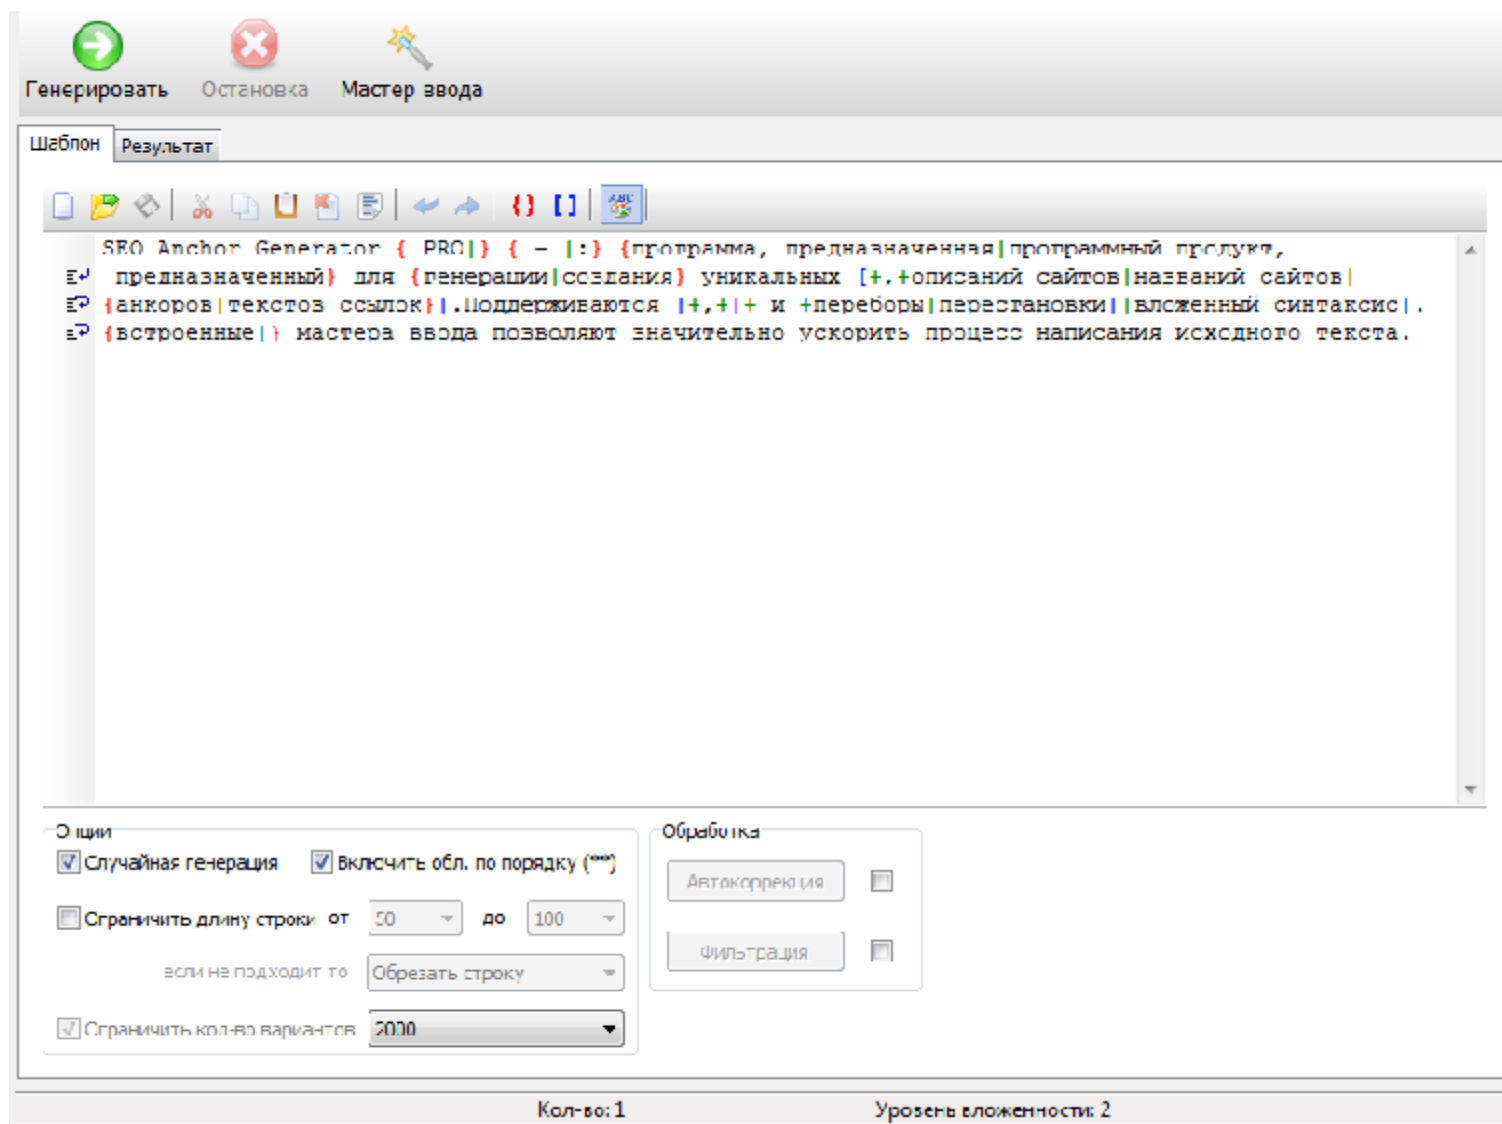 Генерировать Остановка Мастер ввода
Шаблон Результат
SEO Anchor Generator { PRO|} { – |:} {программа, предназначенная|программный продукт,
предназначенный} для {генерации|создания} уникальных [+,+описаний сайтов|названий сайтов|
{анкоров|текстов ссылок}].Поддерживаются [+,+|+ и +переборы|перестановки||вложенный синтаксис].
{встроенные|} мастера ввода позволяют значительно ускорить процесс написания исходного текста.
Опции
Случайная генерация Включить обл. по порядку (***)
Ограничить длину строки от 50 до 100
если не подходит то Обрезать строку
Ограничить кол-во вариантов 2000
Обработка
Автокоррекция
Фильтрация
Кол-во: 1 Уровень вложенности: 2